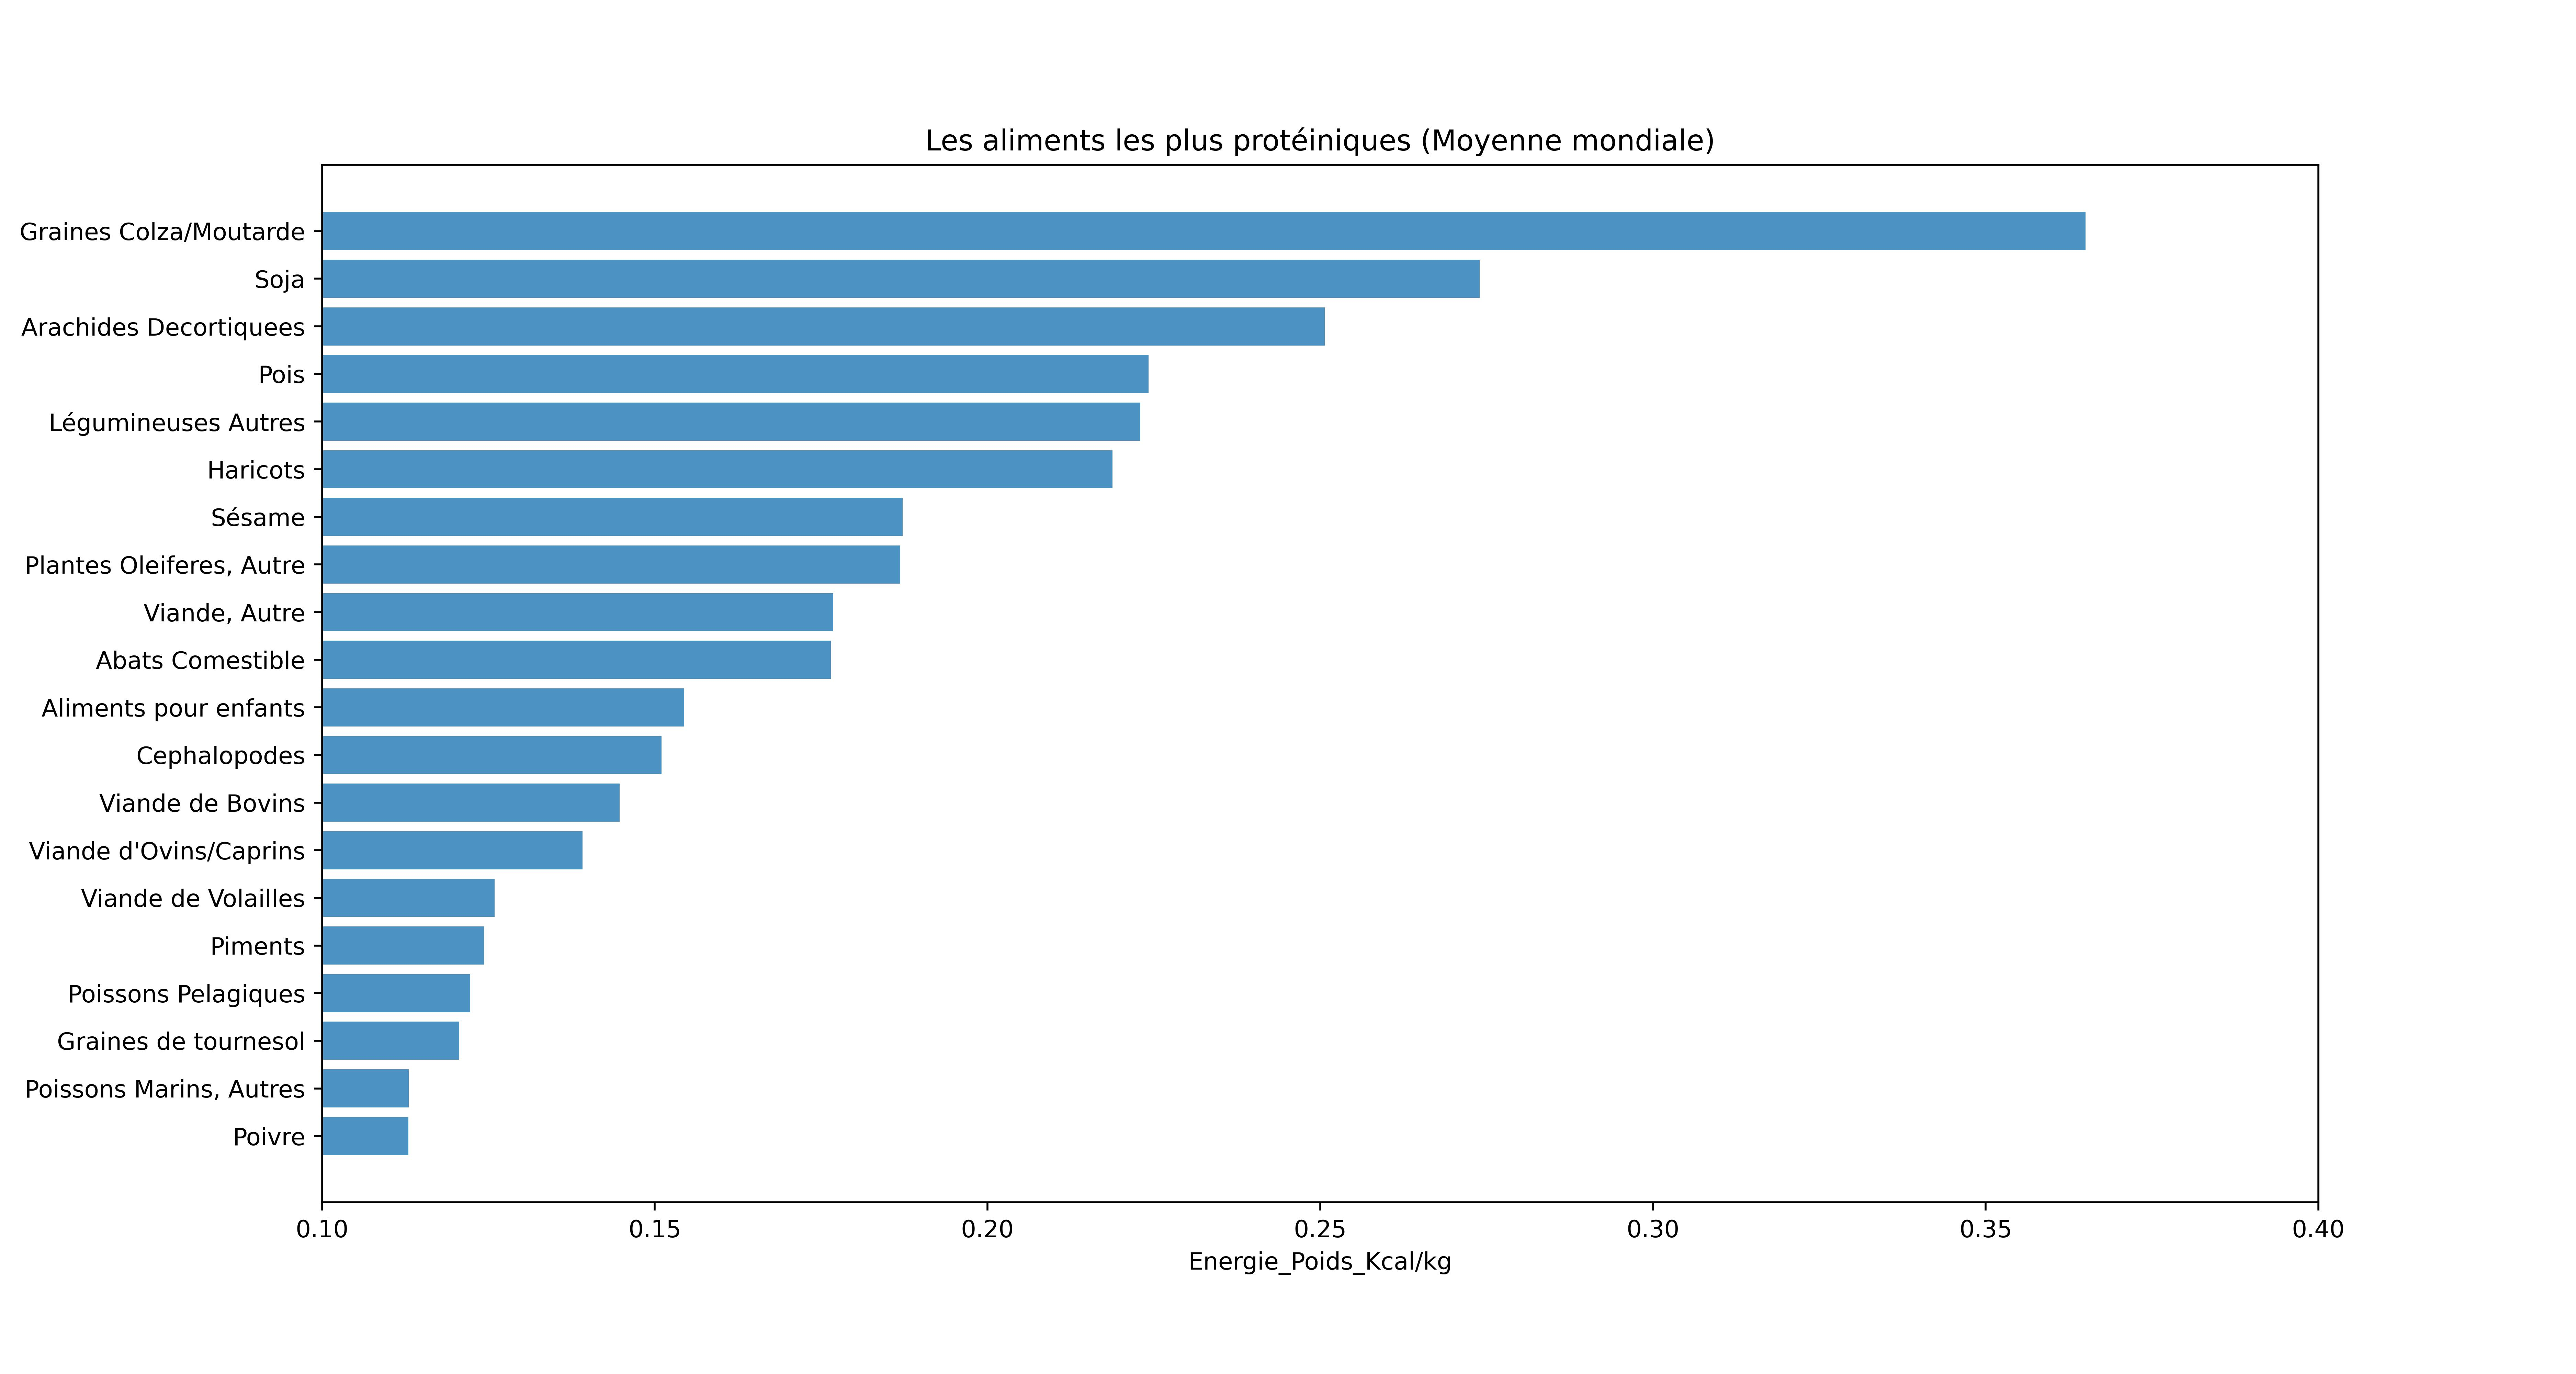 Les aliments les plus protéiniques (Moyenne mondiale)
Graines Colza/Moutarde
Soja
Arachides Decortiquees
Pois
Légumineuses Autres
Haricots
Sésame
Plantes Oleiferes, Autre
Viande, Autre
Abats Comestible
Aliments pour enfants
Cephalopodes
Viande de Bovins
Viande d'Ovins/Caprins
Viande de Volailles
Piments
Poissons Pelagiques
Graines de tournesol
Poissons Marins, Autres
Poivre
0.10 0.15 0.20 0.25 0.30 0.35 0.40
Energie_Poids_Kcal/kg